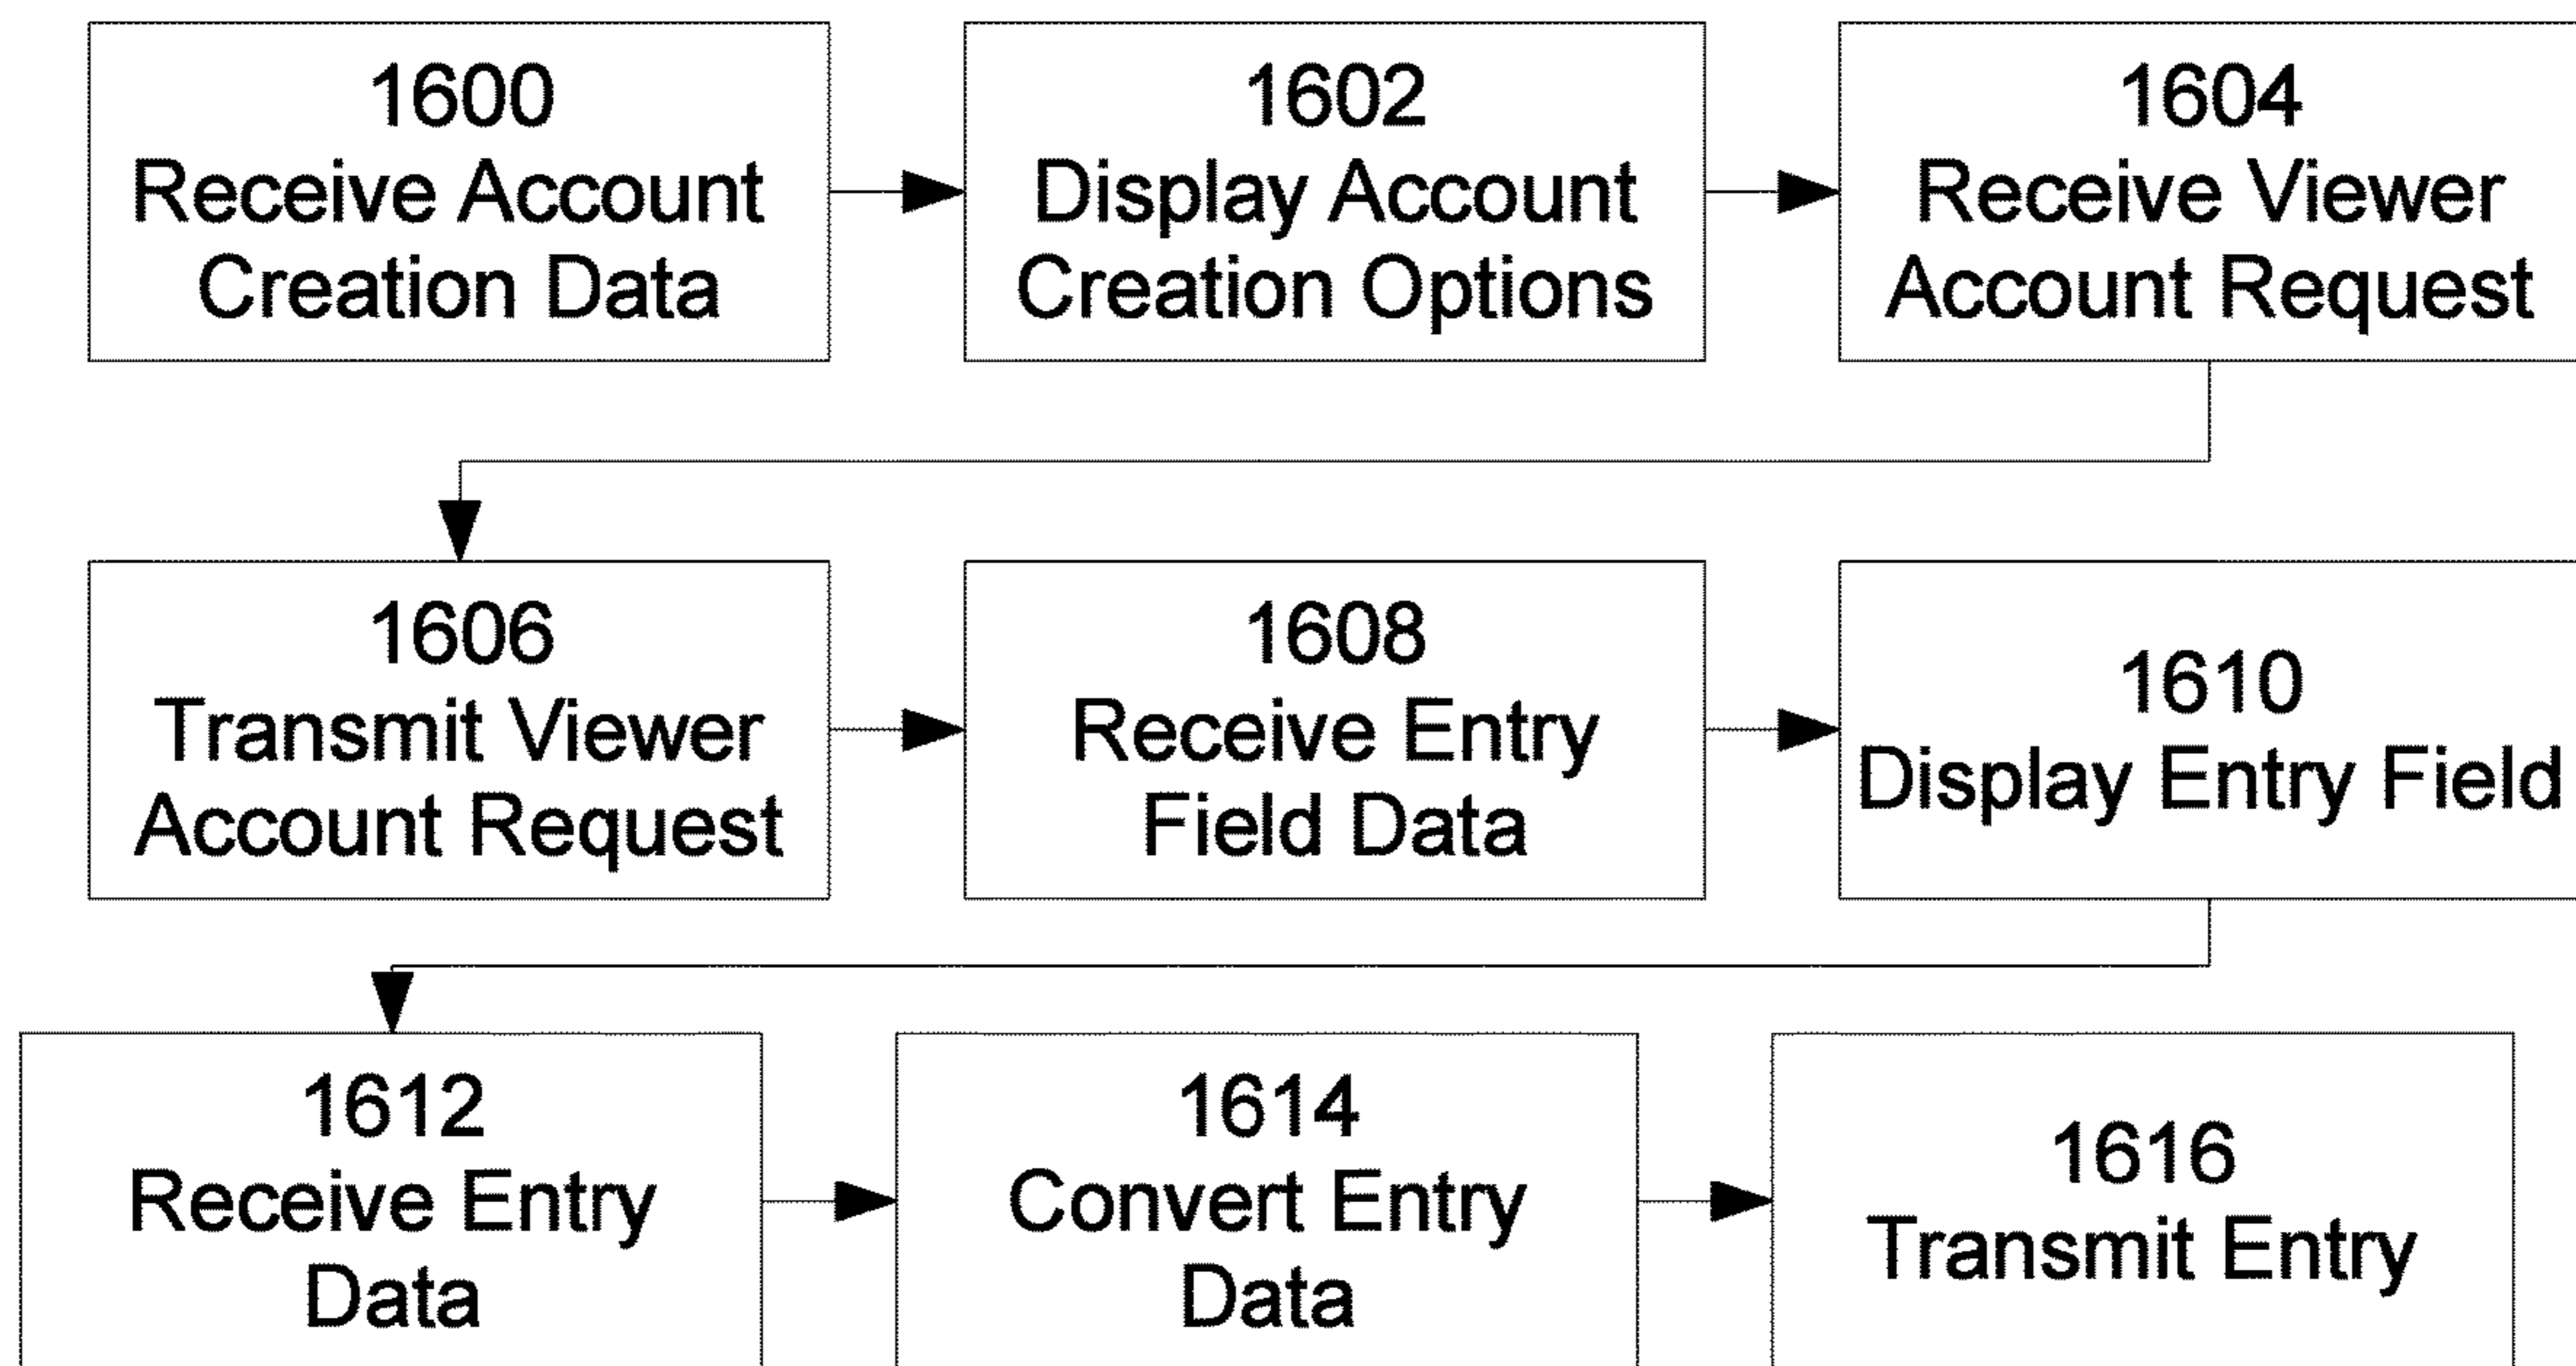 1600
Receive Account
Creation Data
1602
Display Account
Creation Options
1604
Receive Viewer
Account Request
1606
Transmit Viewer
Account Request
1608
Receive Entry
Field Data
1610
Display Entry Field
1612
Receive Entry
Data
1614
Convert Entry
Data
1616
Transmit Entry